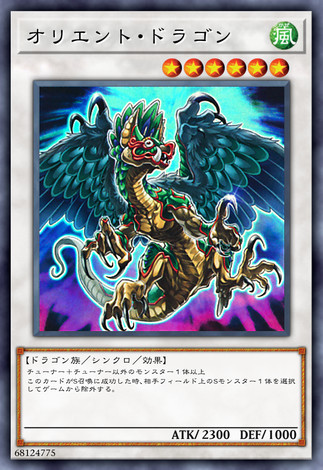 オリエント・ドラゴン
風
【ドラゴン族／シンクロ／効果】
チューナー＋チューナー以外のモンスター１体以上
このカードがS召喚に成功した時、相手フィールド上のSモンスター１体を選択
してゲームから除外する。
ATK/ 2300 DEF/ 1000
68124775